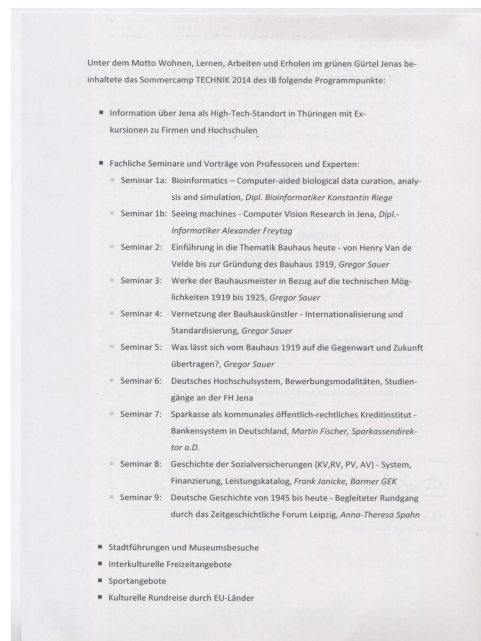 Unter dem Motto Wohnen, Lernen, Arbeiten und Erholen im grünen Gürtel Jenas be-
inhaltete das Sommercamp TECHNIK 2014 des IB folgende Programmpunkte:
▪ Information über Jena als High-Tech-Standort in Thüringen mit Ex-
kursionen zu Firmen und Hochschulen
▪ Fachliche Seminare und Vorträge von Professoren und Experten:
▪ Seminar 1a: Bioinformatics – Computer-aided biological data curation, analy-
sis and simulation, Dipl. Bioinformatiker Konstantin Riege
▪ Seminar 1b: Seeing machines - Computer Vision Research in Jena, Dipl.-
Informatiker Alexander Freytag
▪ Seminar 2: Einführung in die Thematik Bauhaus heute - von Henry Van de
Velde bis zur Gründung des Bauhaus 1919, Gregor Sauer
▪ Seminar 3: Werke der Bauhausmeister in Bezug auf die technischen Mög-
lichkeiten 1919 bis 1925, Gregor Sauer
▪ Seminar 4: Vernetzung der Bauhauskünstler - Internationalisierung und
Standardisierung, Gregor Sauer
▪ Seminar 5: Was lässt sich vom Bauhaus 1919 auf die Gegenwart und Zukunft
übertragen?, Gregor Sauer
▪ Seminar 6: Deutsches Hochschulsystem, Bewerbungsmodalitäten, Studien-
gänge an der FH Jena
▪ Seminar 7: Sparkasse als kommunales öffentlich-rechtliches Kreditinstitut -
Bankensystem in Deutschland, Martin Fischer, Sparkassendirek-
tor a.D.
▪ Seminar 8: Geschichte der Sozialversicherungen (KV,RV, PV, AV) - System,
Finanzierung, Leistungskatalog, Frank Janicke, Barmer GEK
▪ Seminar 9: Deutsche Geschichte von 1945 bis heute - Begleiteter Rundgang
durch das Zeitgeschichtliche Forum Leipzig, Anna-Theresa Spahn
▪ Stadtführungen und Museumsbesuche
▪ Interkulturelle Freizeitangebote
▪ Sportangebote
▪ Kulturelle Rundreise durch EU-Länder